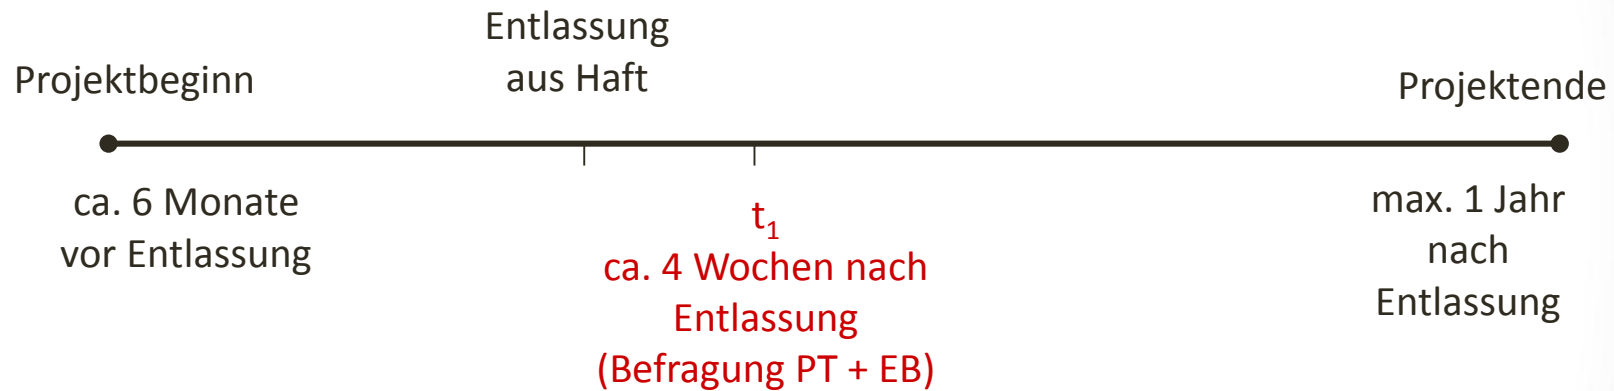 Projektbeginn
Entlassung
aus Haft
Projektende
ca. 6 Monate
vor Entlassung
t₁
ca. 4 Wochen nach
Entlassung
(Befragung PT + EB)
max. 1 Jahr
nach
Entlassung